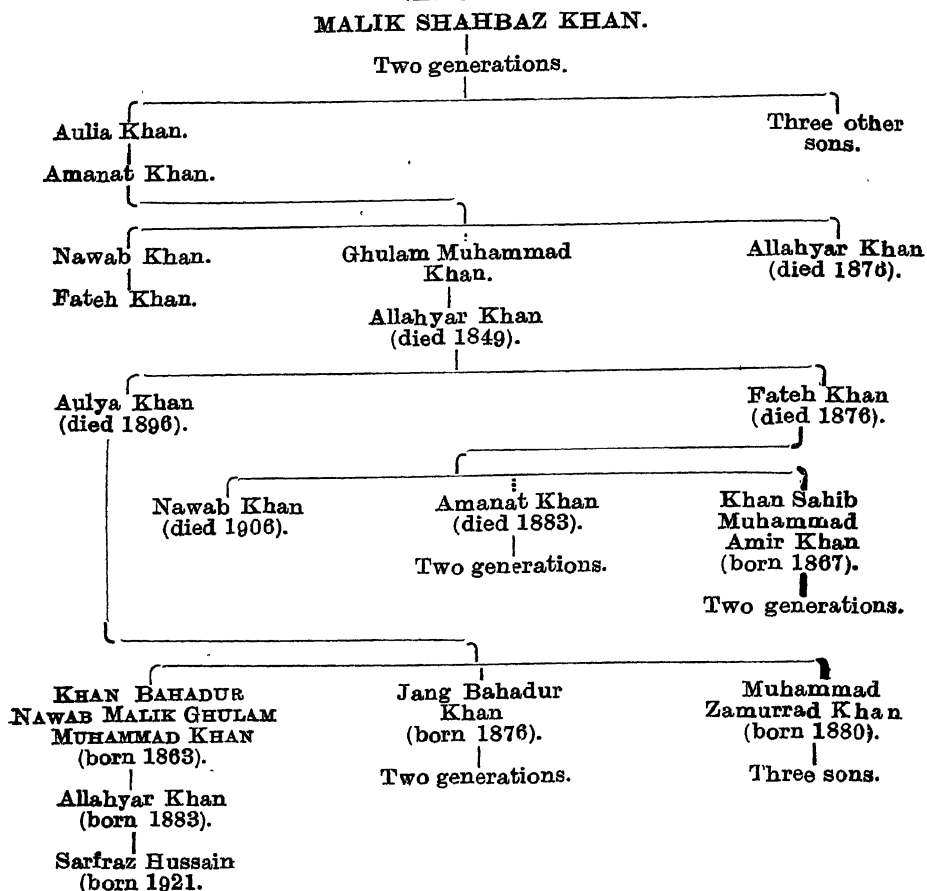 MALIK SHAHBAZ KHAN.
Two generations.
Aulia Khan.
Three other
sons.
Amanat Khan.
Nawab Khan.
Ghulam Muhammad
Khan.
Allahyar Khan
(died 1876).
Fateh Khan.
Allahyar Khan
(died 1849).
Aulya Khan
(died 1896).
Fateh Khan
(died 1876).
Nawab Khan
(died 1906).
Amanat Khan
(died 1883).
Two generations.
Khan Sahib
Muhammad
Amir Khan
(born 1867).
Two generations.
KHAN BAHADUR
NAWAB MALIK GHULAM
MUHAMMAD KHAN
(born 1863).
Jang Bahadur
Khan
(born 1876).
Two generations.
Muhammad
Zamurrad Khan
(born 1880).
Three sons.
Allahyar Khan
(born 1883).
Sarfraz Hussain
(born 1921.